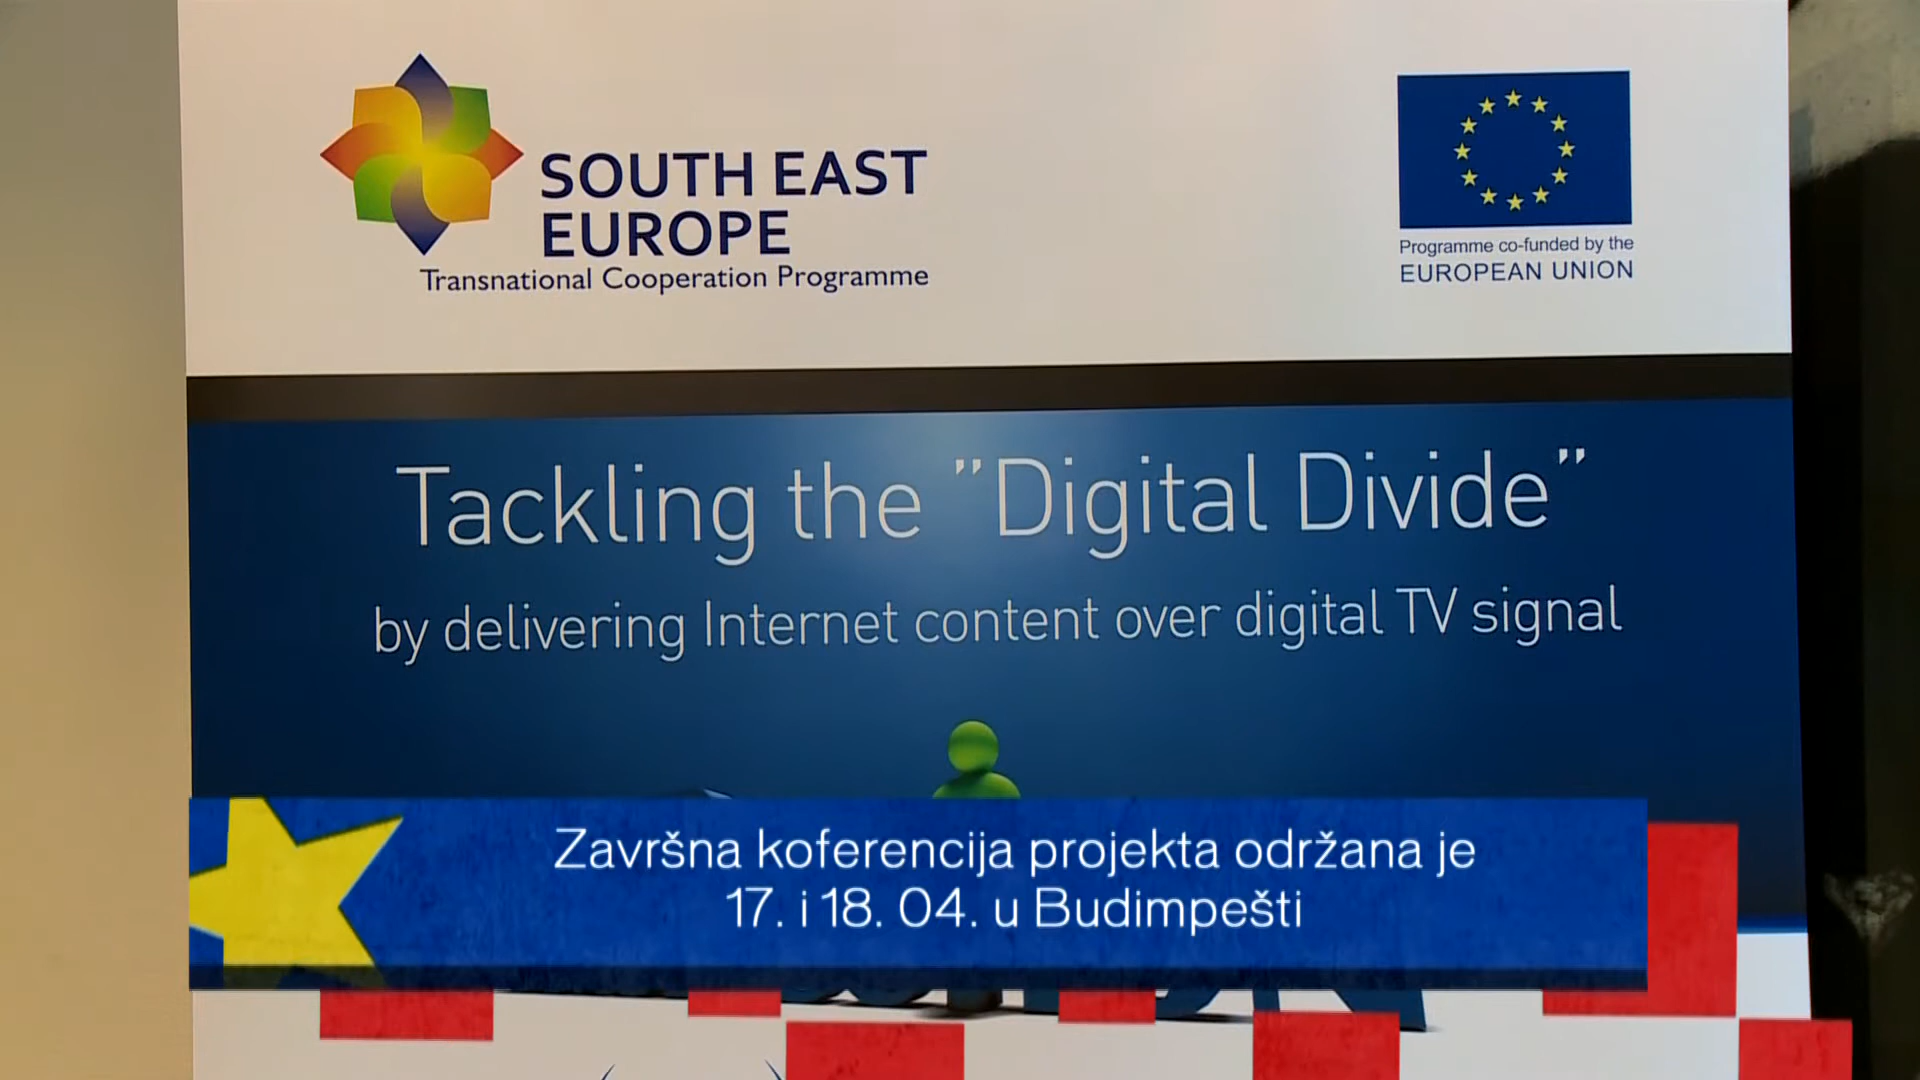 SOUTH EAST
EUROPE
Transnational Cooperation Programme
Programme co-funded by the
EUROPEAN UNION
Tackling the ”Digital Divide”
by delivering Internet content over digital TV signal
Završna koferencija projekta održana je
17. i 18. 04. u Budimpešti